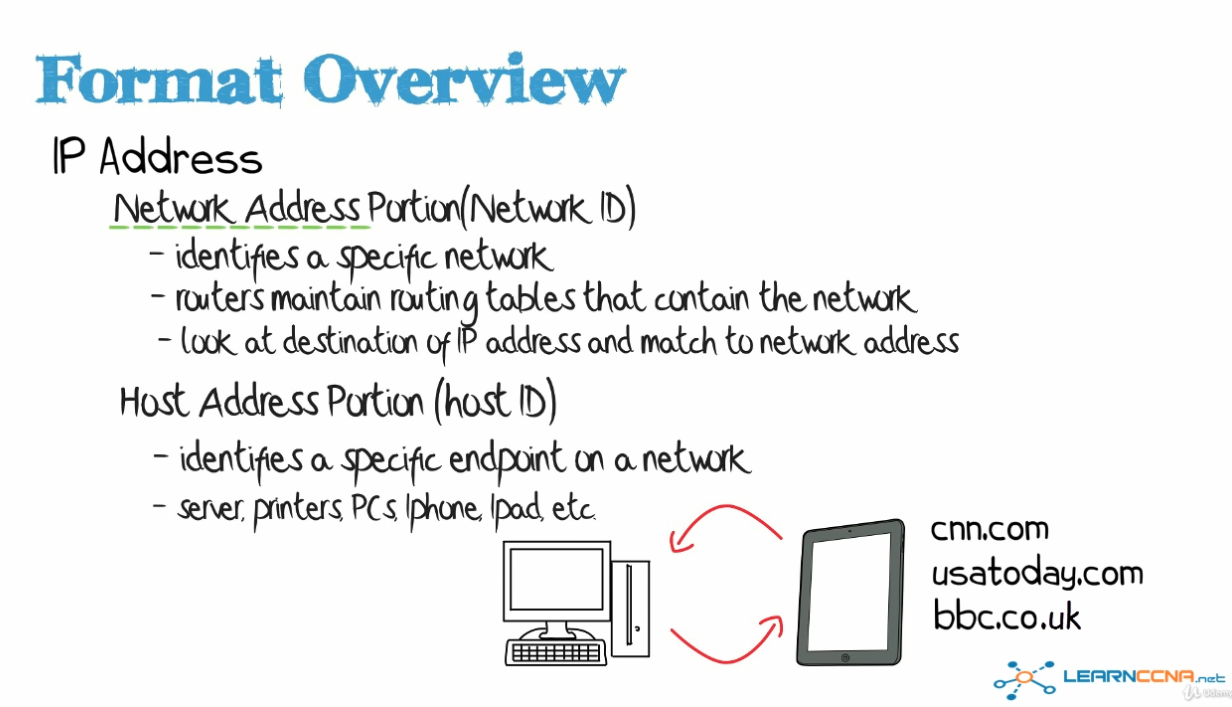 Format Overview
IP Address
Network Address Portion(Network ID)
- identifies a specific network
- routers maintain routing tables that contain the network
- look at destination of IP address and match to network address
Host Address Portion (host ID)
- identifies a specific endpoint on a network
- server, printers, PCs, Iphone, Ipad, etc.
cnn.com
usatoday.com
bbc.co.uk
LEARNCCNA.net
Udemy